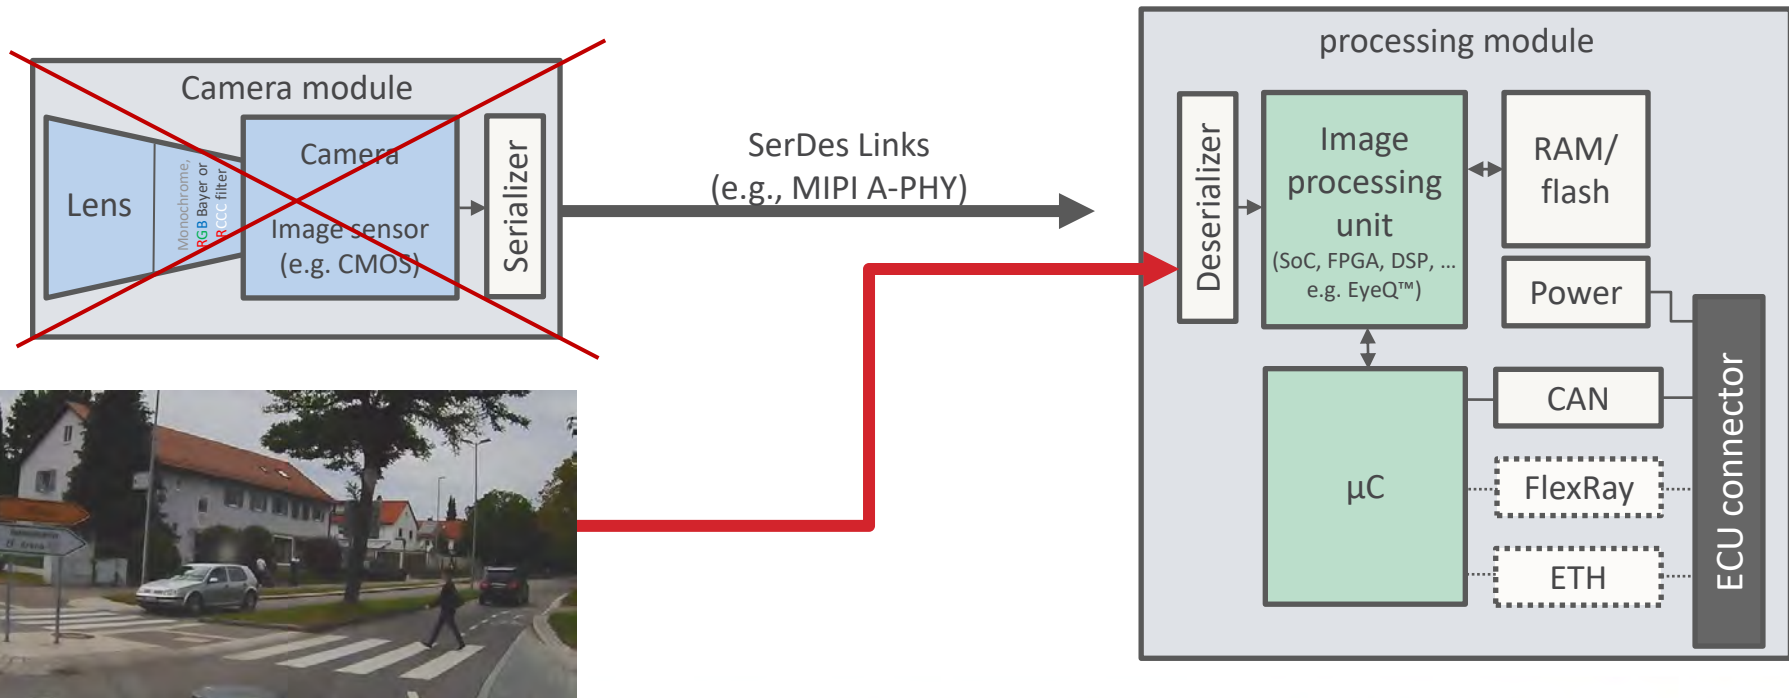 Camera module
Lens
Monochrome,
RGB Bayer or
RCCC filter
Camera
Image sensor
(e.g. CMOS)
Serializer
SerDes Links
(e.g., MIPI A-PHY)
processing module
Deserializer
Image
processing
unit
(SoC, FPGA, DSP, ...
e.g. EyeQ™)
RAM/
flash
Power
µC
CAN
FlexRay
ETH
ECU connector